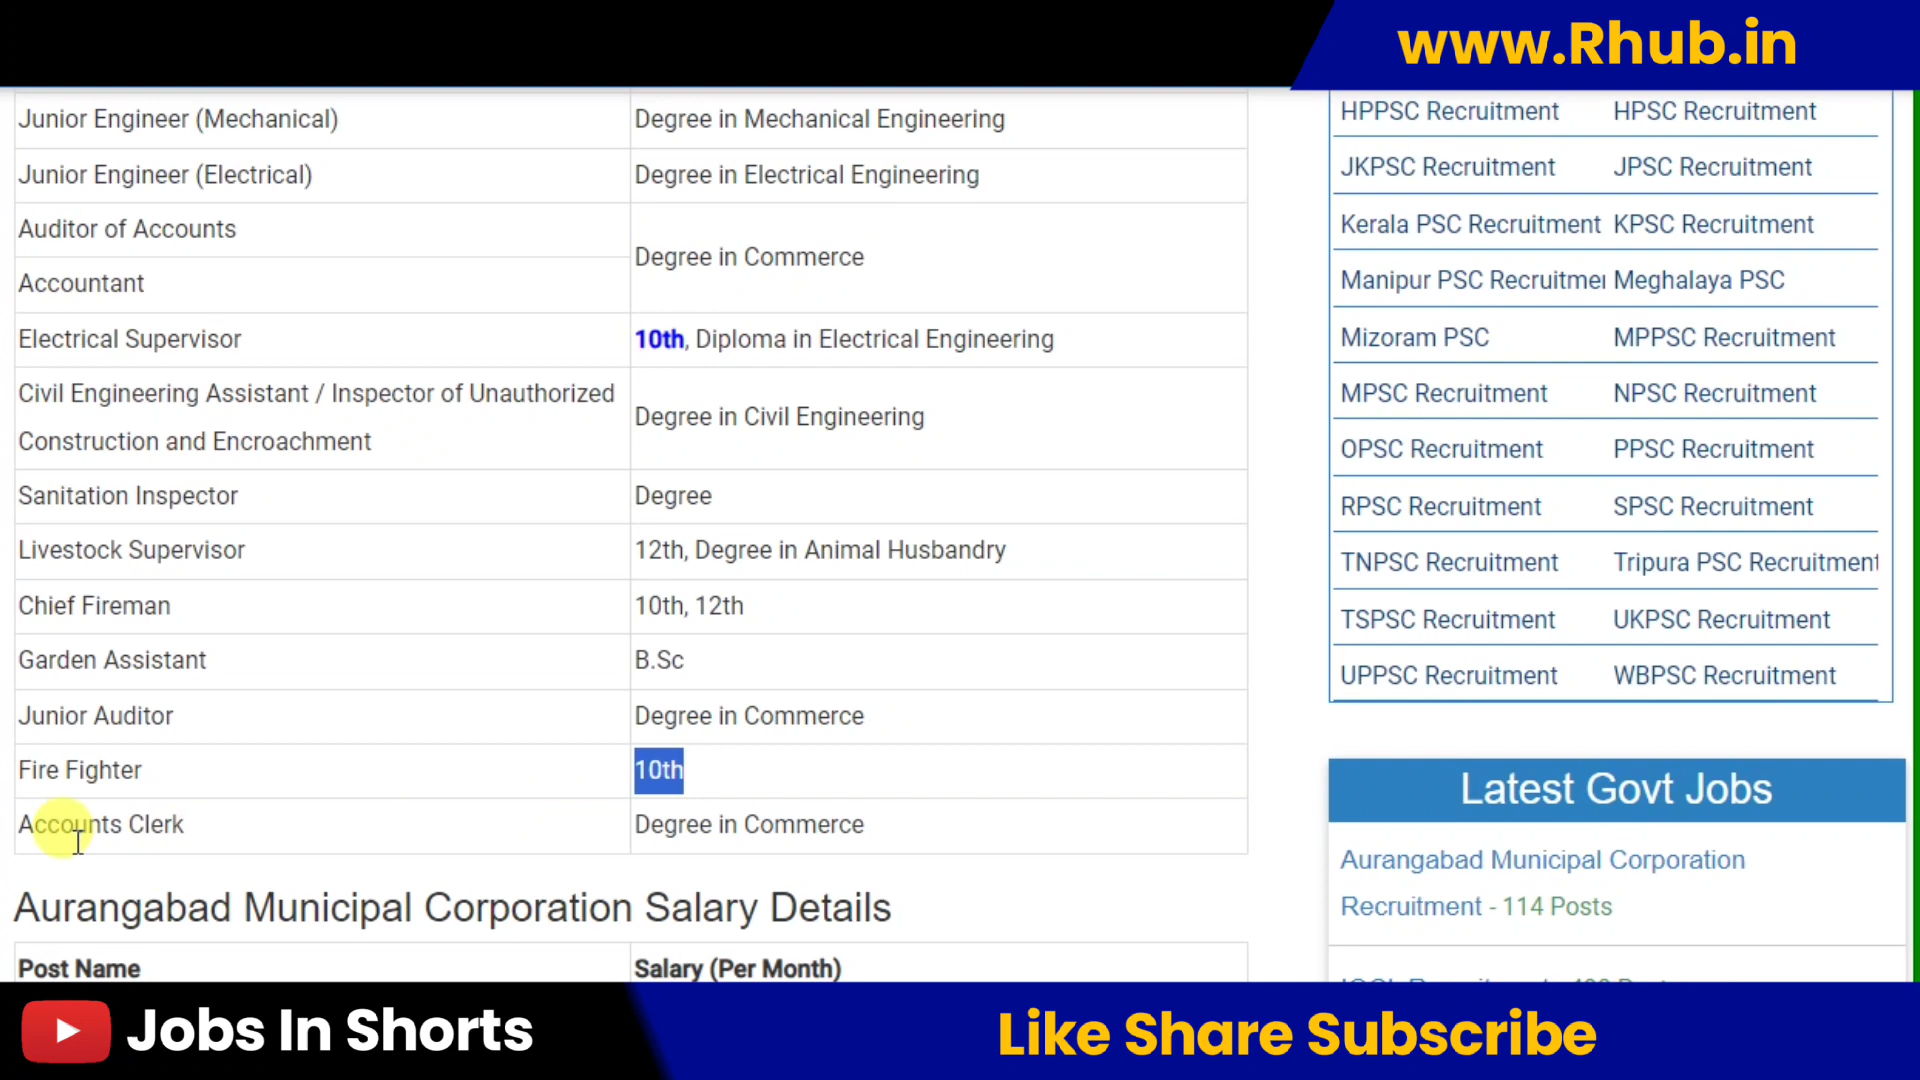 www.Rhub.in
Junior Engineer (Mechanical) Degree in Mechanical Engineering
Junior Engineer (Electrical) Degree in Electrical Engineering
Auditor of Accounts
Degree in Commerce
Accountant
Electrical Supervisor 10th, Diploma in Electrical Engineering
Civil Engineering Assistant / Inspector of Unauthorized
Construction and Encroachment
Degree in Civil Engineering
Sanitation Inspector Degree
Livestock Supervisor 12th, Degree in Animal Husbandry
Chief Fireman 10th, 12th
Garden Assistant B.Sc
Junior Auditor Degree in Commerce
Fire Fighter 10th
Accounts Clerk Degree in Commerce
Aurangabad Municipal Corporation Salary Details
Post Name Salary (Per Month)
HPPSC Recruitment HPSC Recruitment
JKPSC Recruitment JPSC Recruitment
Kerala PSC Recruitment KPSC Recruitment
Manipur PSC Recruitme Meghalaya PSC
Mizoram PSC MPPSC Recruitment
MPSC Recruitment NPSC Recruitment
OPSC Recruitment PPSC Recruitment
RPSC Recruitment SPSC Recruitment
TNPSC Recruitment Tripura PSC Recruitment
TSPSC Recruitment UKPSC Recruitment
UPPSC Recruitment WBPSC Recruitment
Latest Govt Jobs
Aurangabad Municipal Corporation
Recruitment - 114 Posts
Jobs In Shorts
Like Share Subscribe